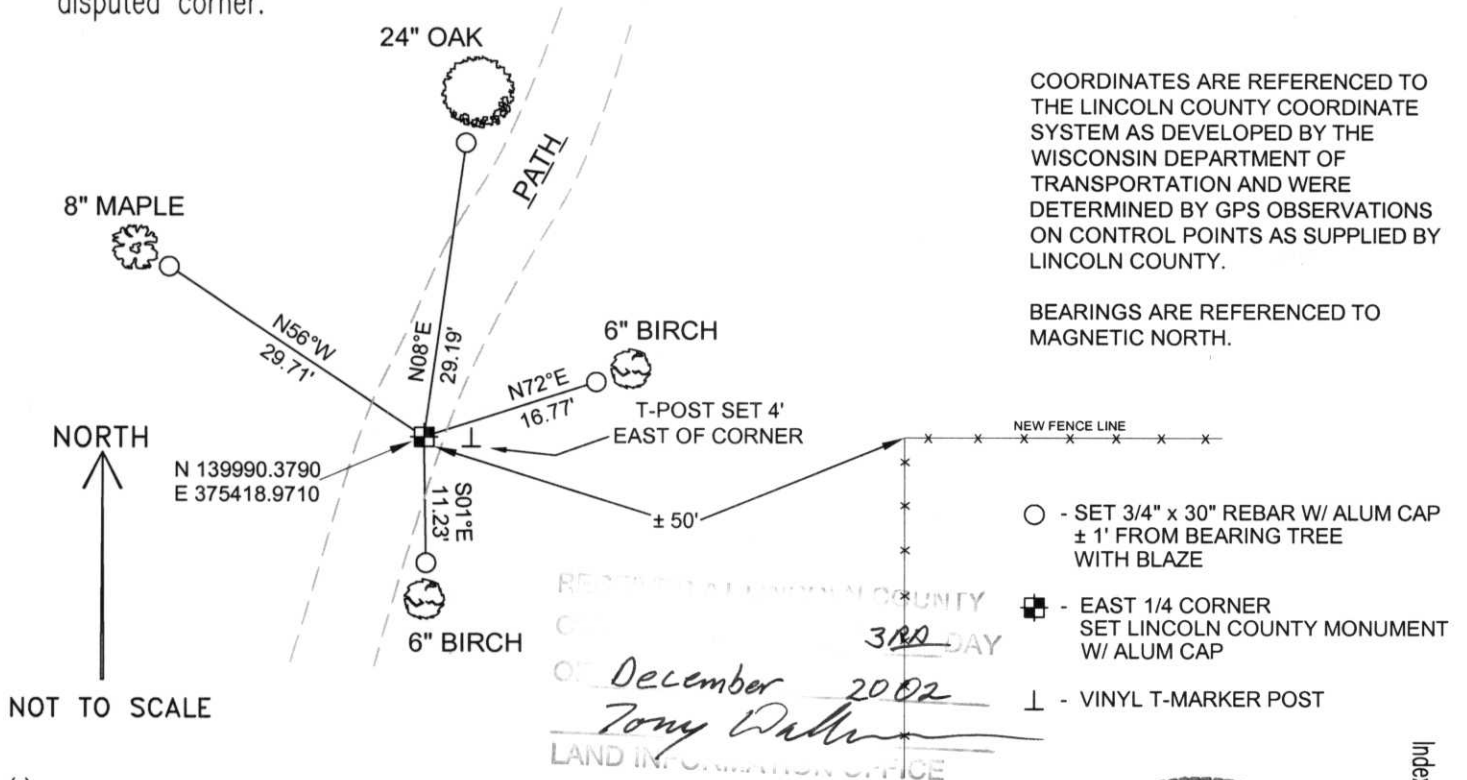 disputed corner.
24" OAK
PATH
8" MAPLE
N56°W
29.71'
N08°E
29.19'
6" BIRCH
N72°E
16.77'
T-POST SET 4'
EAST OF CORNER
NORTH
N 139990.3790
E 375418.9710
S01°E
11.23'
± 50'
6" BIRCH
NOT TO SCALE
COORDINATES ARE REFERENCED TO
THE LINCOLN COUNTY COORDINATE
SYSTEM AS DEVELOPED BY THE
WISCONSIN DEPARTMENT OF
TRANSPORTATION AND WERE
DETERMINED BY GPS OBSERVATIONS
ON CONTROL POINTS AS SUPPLIED BY
LINCOLN COUNTY.
BEARINGS ARE REFERENCED TO
MAGNETIC NORTH.
NEW FENCE LINE
- SET 3/4" x 30" REBAR W/ ALUM CAP
± 1' FROM BEARING TREE
WITH BLAZE
- EAST 1/4 CORNER
SET LINCOLN COUNTY MONUMENT
W/ ALUM CAP
- VINYL T-MARKER POST
COUNTY
3RD DAY
December 2002
Tony
LAND INFORMATION OFFICE